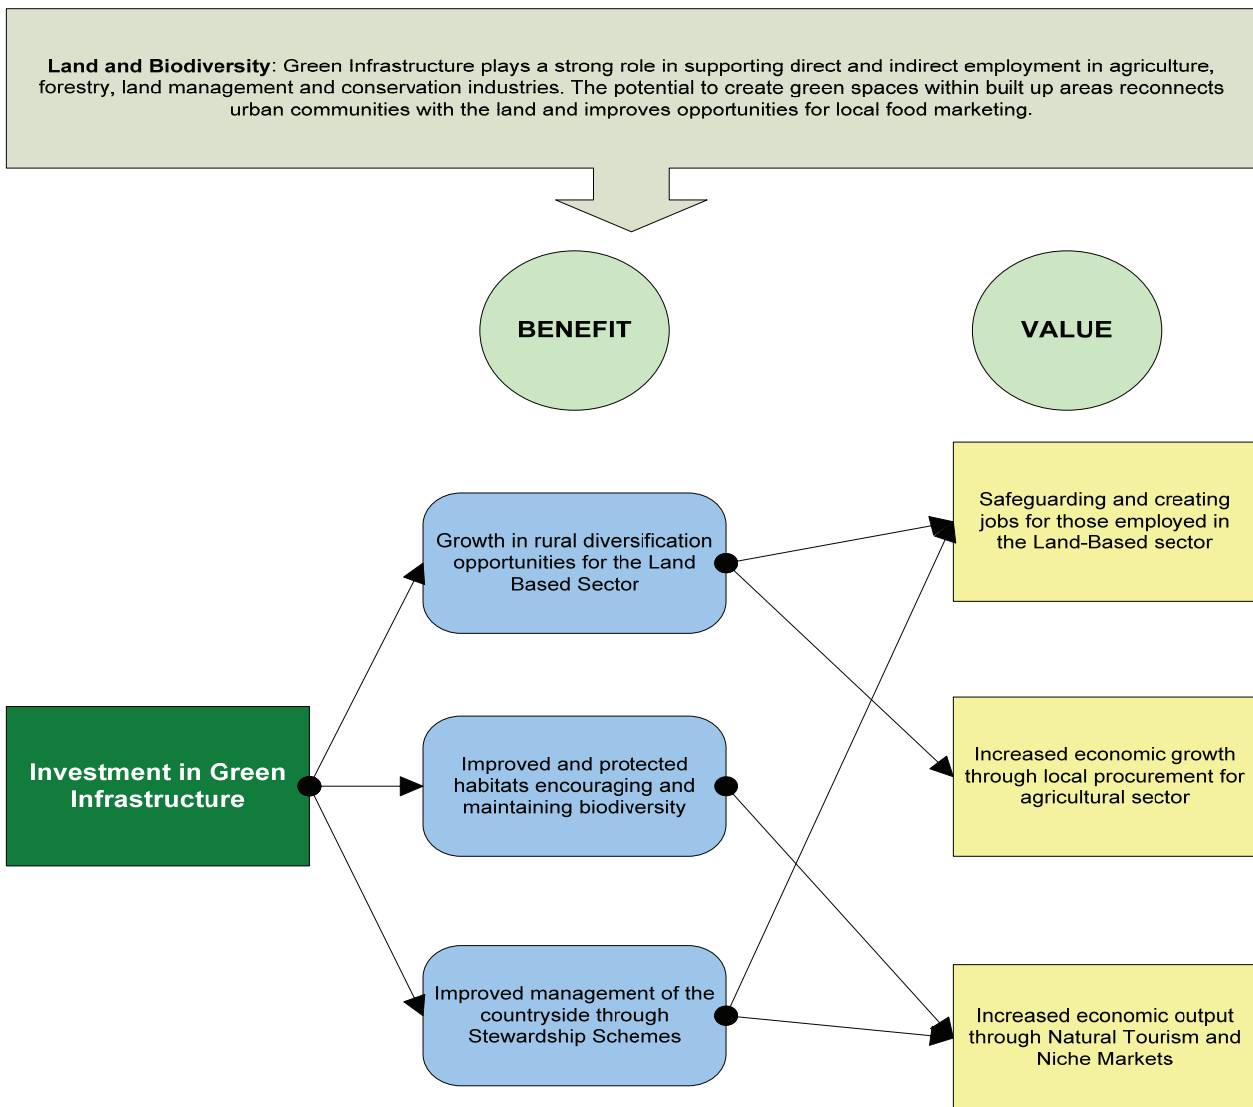 Land and Biodiversity: Green Infrastructure plays a strong role in supporting direct and indirect employment in agriculture,
forestry, land management and conservation industries. The potential to create green spaces within built up areas reconnects
urban communities with the land and improves opportunities for local food marketing.
BENEFIT
VALUE
Investment in Green
Infrastructure
Growth in rural diversification
opportunities for the Land
Based Sector
Improved and protected
habitats encouraging and
maintaining biodiversity
Improved management of the
countryside through
Stewardship Schemes
Safeguarding and creating
jobs for those employed in
the Land-Based sector
Increased economic growth
through local procurement for
agricultural sector
Increased economic output
through Natural Tourism and
Niche Markets